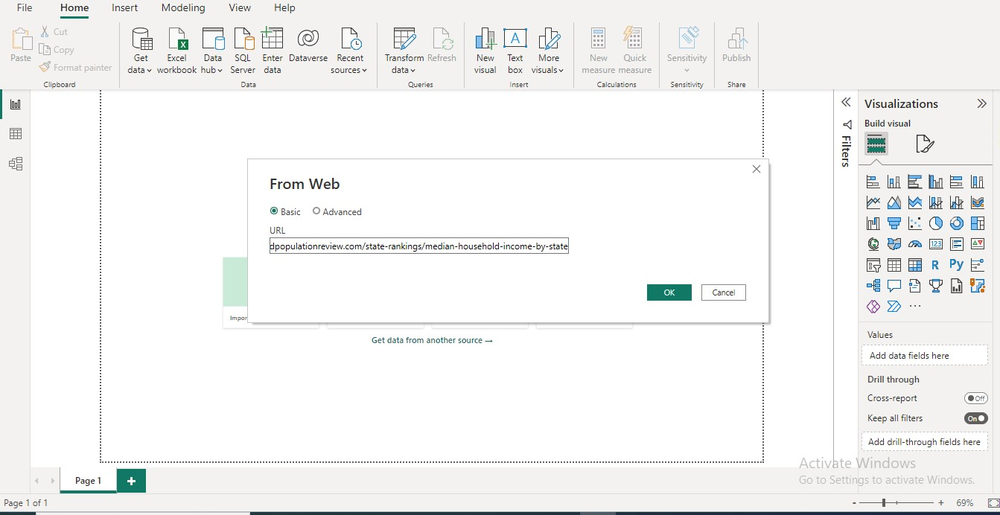 File Home Insert Modeling View Help
Paste
Cut
Copy
Format painter
Clipboard
Get data
Excel workbook
Data hub
SQL Server
Enter data
Dataverse
Recent sources
Data
Transform data
Refresh
Queries
New visual
Text box
More visuals
Insert
New measure
Quick measure
Calculations
Sensitivity
Sensitivity
Publish
Share
Filters
Visualizations
Build visual
From Web
Basic Advanced
URL
dpopulationreview.com/state-rankings/median-household-income-by-state
OK Cancel
Impor
Get data from another source →
123
R
Py
Values
Add data fields here
Drill through
Cross-report Off
Keep all filters On
Add drill-through fields here
Activate Windows
Go to Settings to activate Windows.
Page 1
Page 1 of 1
- + 69%